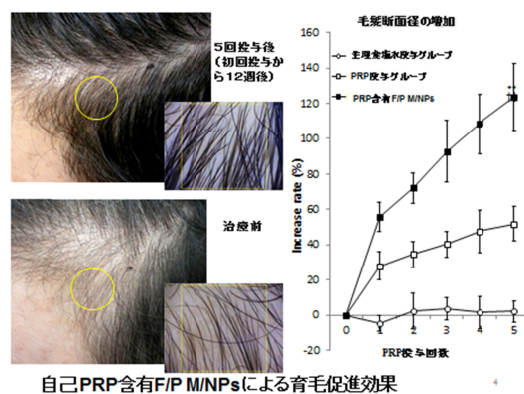 5回投与後
(初回投与か
ら12週後)
治療前
毛髪断面径の増加
生理食塩水投与グループ
PRP投与グループ
PRP含有F/P M/NPs
**
Increase rate (%)
160
140
120
100
80
60
40
20
0
-20
0 1 2 3 4 5
PRP投与回数
自己PRP含有F/P M/NPsによる育毛促進効果
4